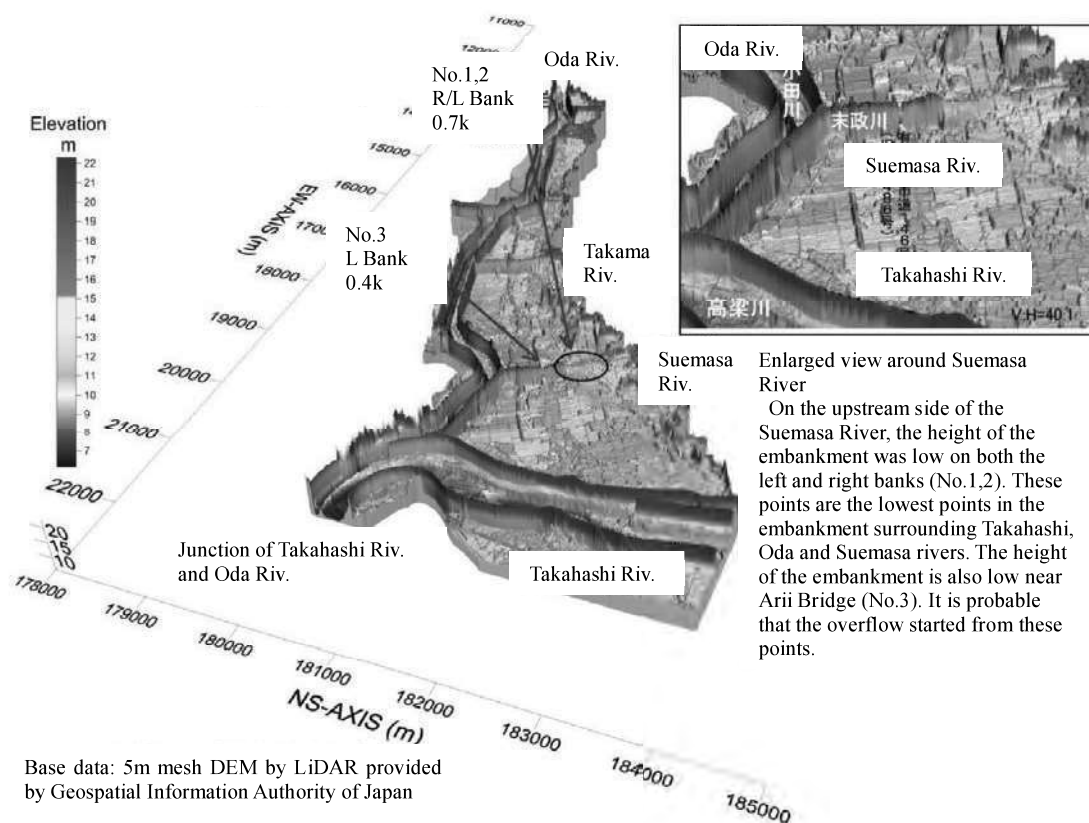 11000
12000
Oda Riv.
No.1,2
R/L Bank
0.7k
15000
16000
18000
19000
20000
21000
22000
EW-AXIS (m)
Elevation
m
22
21
20
19
18
17
16
15
14
13
12
11
10
9
8
7
No.3
L Bank
0.4k
Takama
Riv.
Suemasa
Riv.
Junction of Takahashi Riv.
and Oda Riv.
Takahashi Riv.
20
15
10
178000
179000
180000
181000
182000
183000
184000
185000
NS-AXIS (m)
Base data: 5m mesh DEM by LiDAR provided
by Geospatial Information Authority of Japan
Oda Riv.
小田川
末政川
Suemasa Riv.
Takahashi Riv.
高梁川
V:H=40:1
Enlarged view around Suemasa
River
On the upstream side of the
Suemasa River, the height of the
embankment was low on both the
left and right banks (No.1,2). These
points are the lowest points in the
embankment surrounding Takahashi,
Oda and Suemasa rivers. The height
of the embankment is also low near
Arii Bridge (No.3). It is probable
that the overflow started from these
points.